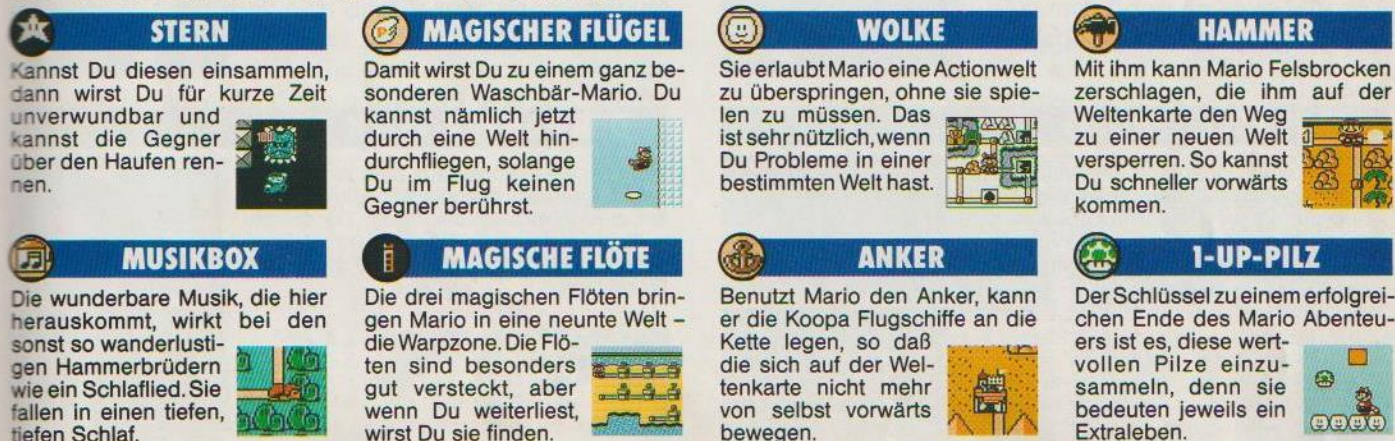 STERN
Kannst Du diesen einsammeln,
dann wirst Du für kurze Zeit
unverwundbar und
kannst die Gegner
über den Haufen ren-
nen.
MAGISCHER FLÜGEL
Damit wirst Du zu einem ganz be-
sonderen Waschbär-Mario. Du
kannst nämlich jetzt
durch eine Welt hin-
durchfliegen, solange
Du im Flug keinen
Gegner berührst.
WOLKE
Sie erlaubt Mario eine Actionwelt
zu überspringen, ohne sie spie-
len zu müssen. Das
ist sehr nützlich, wenn
Du Probleme in einer
bestimmten Welt hast.
HAMMER
Mit ihm kann Mario Felsbrocken
zerschlagen, die ihm auf der
Weltenkarte den Weg
zu einer neuen Welt
versperren. So kannst
Du schneller vorwärts
kommen.
MUSIKBOX
Die wunderbare Musik, die hier
herauskommt, wirkt bei den
sonst so wanderlusti-
gen Hammerbrüdern
wie ein Schlaflied. Sie
fallen in einen tiefen,
tiefen Schlaf.
MAGISCHE FLÖTE
Die drei magischen Flöten brin-
gen Mario in eine neunte Welt –
die Warpzone. Die Flö-
ten sind besonders
gut versteckt, aber
wenn Du weiterliest,
wirst Du sie finden.
ANKER
Benutzt Mario den Anker, kann
er die Koopa Flugschiffe an die
Kette legen, so daß
die sich auf der Wel-
tenkarte nicht mehr
von selbst vorwärts
bewegen.
1-UP-PILZ
Der Schlüssel zu einem erfolgrei-
chen Ende des Mario Abenteu-
ers ist es, diese wert-
vollen Pilze einzu-
sammeln, denn sie
bedeuten jeweils ein
Extraleben.